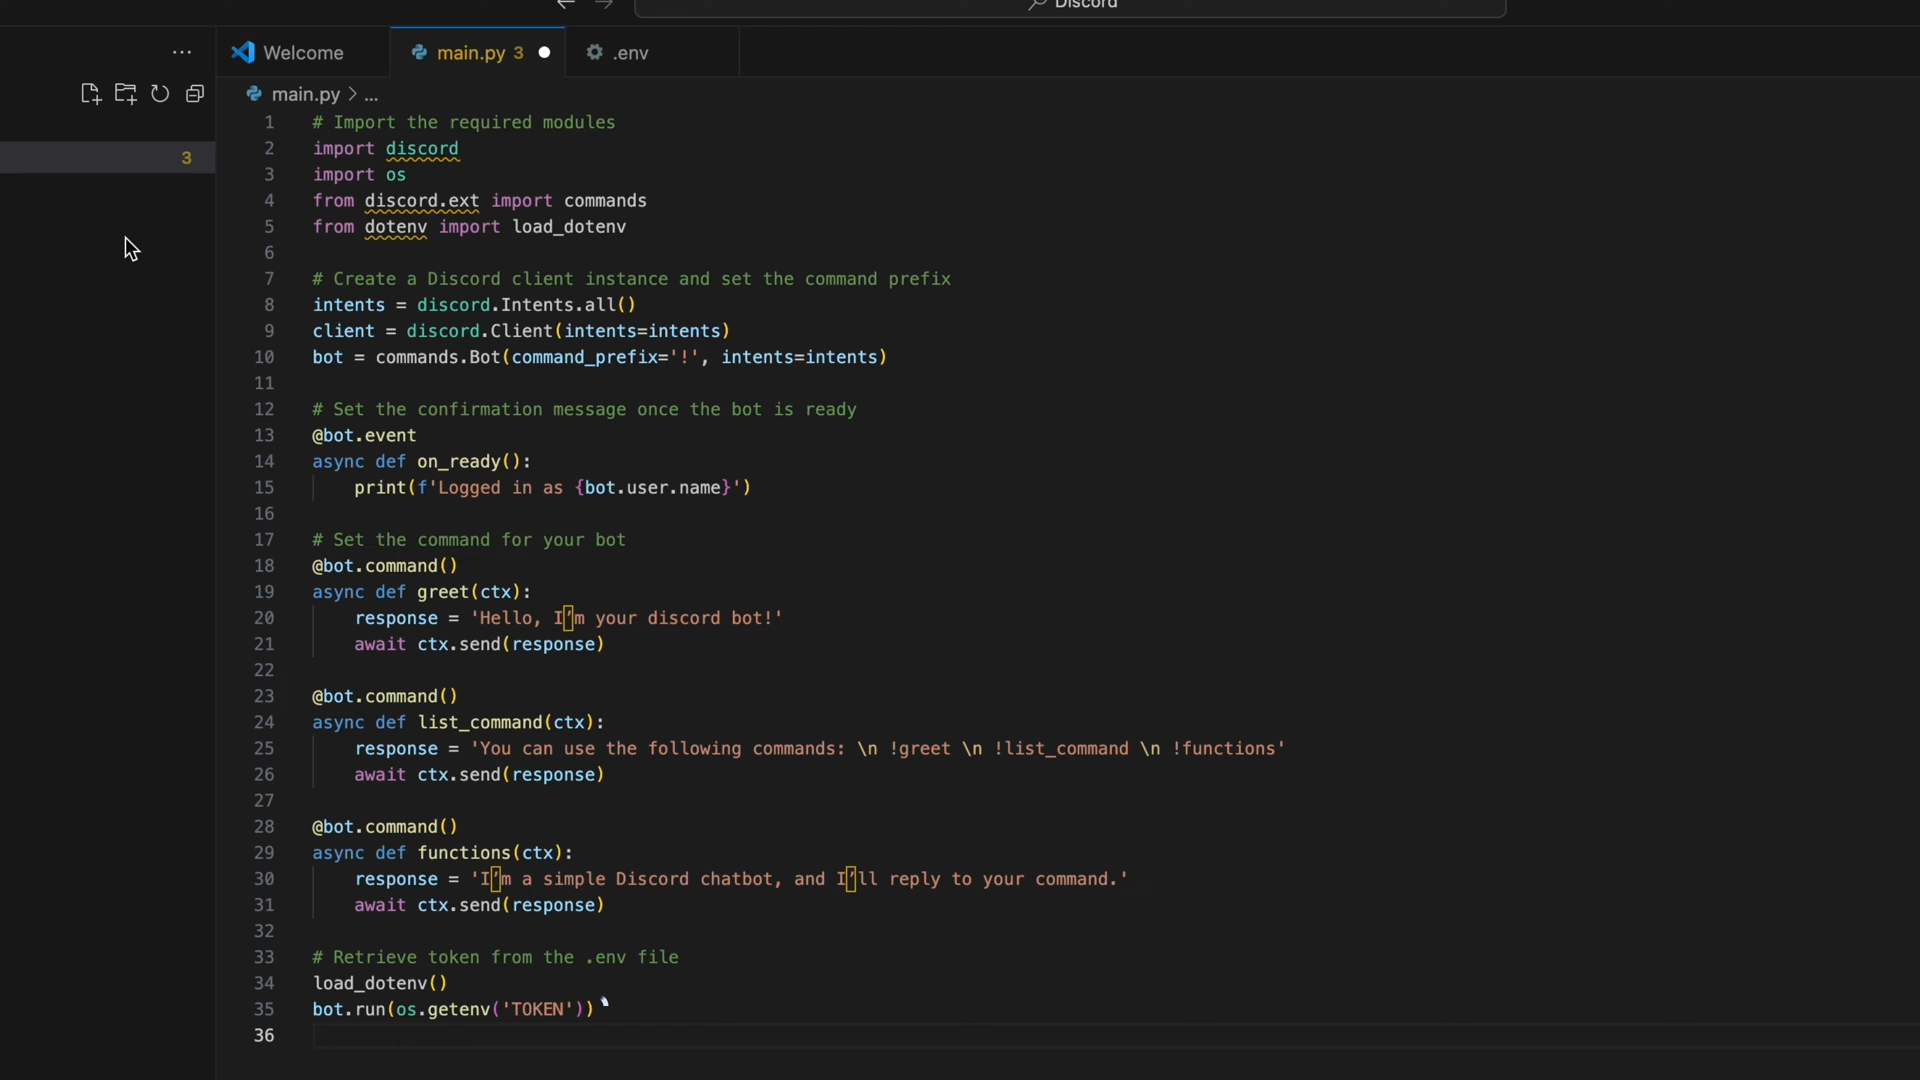 Discord
Welcome
main.py 3
.env
main.py > ...
3
1 # Import the required modules
2 import discord
3 import os
4 from discord.ext import commands
5 from dotenv import load_dotenv
6
7 # Create a Discord client instance and set the command prefix
8 intents = discord.Intents.all()
9 client = discord.Client(intents=intents)
10 bot = commands.Bot(command_prefix='!', intents=intents)
11
12 # Set the confirmation message once the bot is ready
13 @bot.event
14 async def on_ready():
15     print(f'Logged in as {bot.user.name}')
16
17 # Set the command for your bot
18 @bot.command()
19 async def greet(ctx):
20     response = 'Hello, I’m your discord bot!'
21     await ctx.send(response)
22
23 @bot.command()
24 async def list_command(ctx):
25     response = 'You can use the following commands: \n !greet \n !list_command \n !functions'
26     await ctx.send(response)
27
28 @bot.command()
29 async def functions(ctx):
30     response = 'I’m a simple Discord chatbot, and I’ll reply to your command.'
31     await ctx.send(response)
32
33 # Retrieve token from the .env file
34 load_dotenv()
35 bot.run(os.getenv('TOKEN'))
36